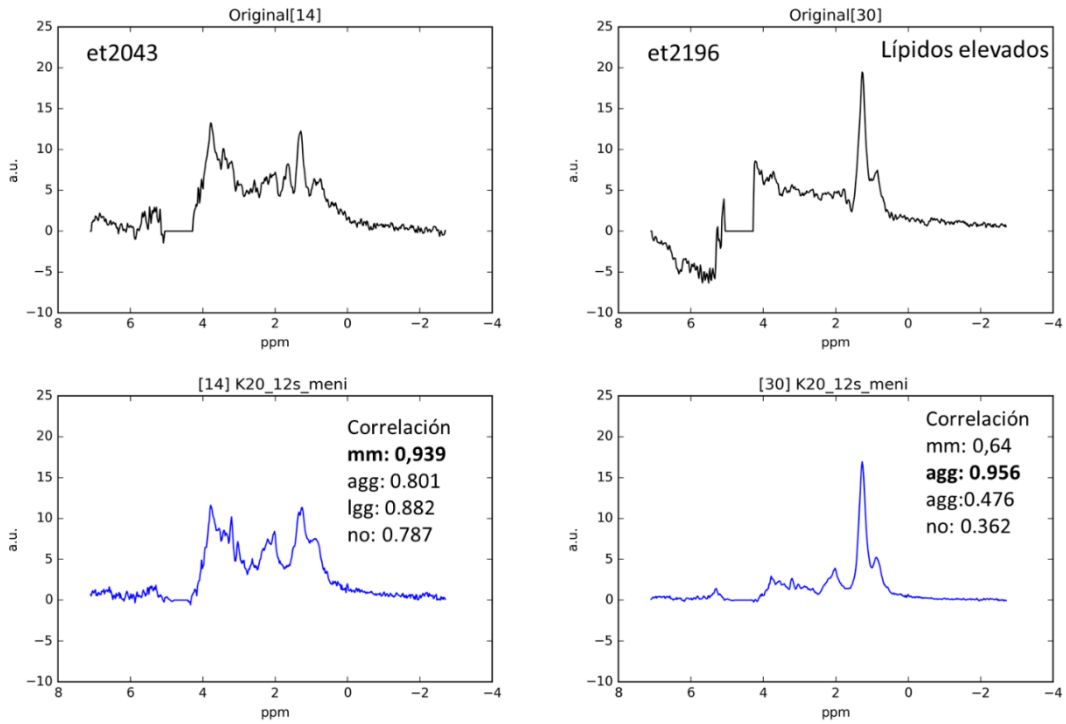 Original[14]
et2043
25
20
15
10
5
0
−5
−10
a.u.
8 6 4 2 0 −2 −4
ppm
Original[30]
et2196
Lípidos elevados
25
20
15
10
5
0
−5
−10
a.u.
8 6 4 2 0 −2 −4
ppm
[14] K20_12s_meni
25
20
15
10
5
0
−5
−10
a.u.
Correlación
mm: 0,939
agg: 0.801
lgg: 0.882
no: 0.787
8 6 4 2 0 −2 −4
ppm
[30] K20_12s_meni
25
20
15
10
5
0
−5
−10
a.u.
Correlación
mm: 0,64
agg: 0.956
agg:0.476
no: 0.362
8 6 4 2 0 −2 −4
ppm